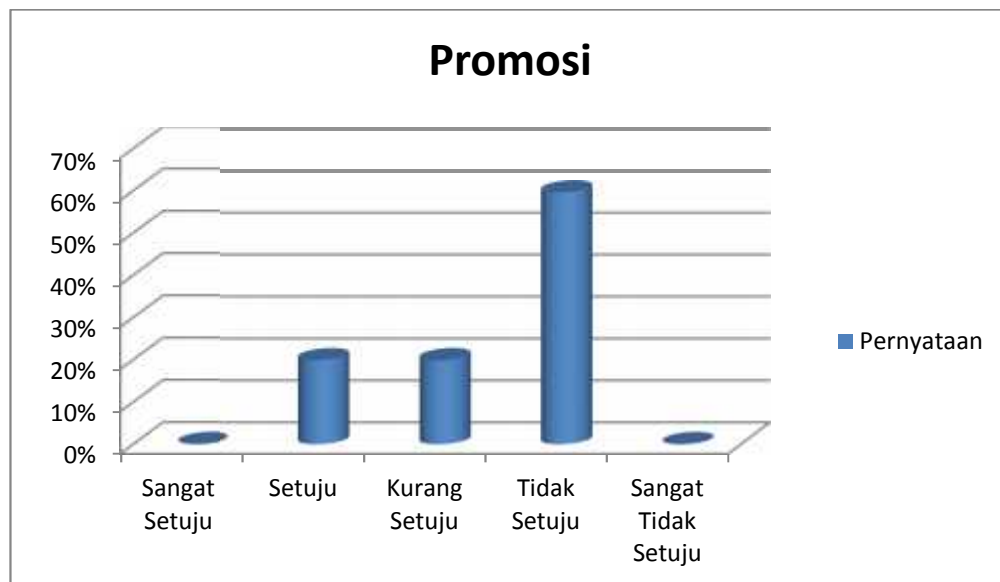 Promosi
70%
60%
50%
40%
30%
20%
10%
0%
Sangat
Setuju
Setuju
Kurang
Setuju
Tidak
Setuju
Sangat
Tidak
Setuju
Pernyataan